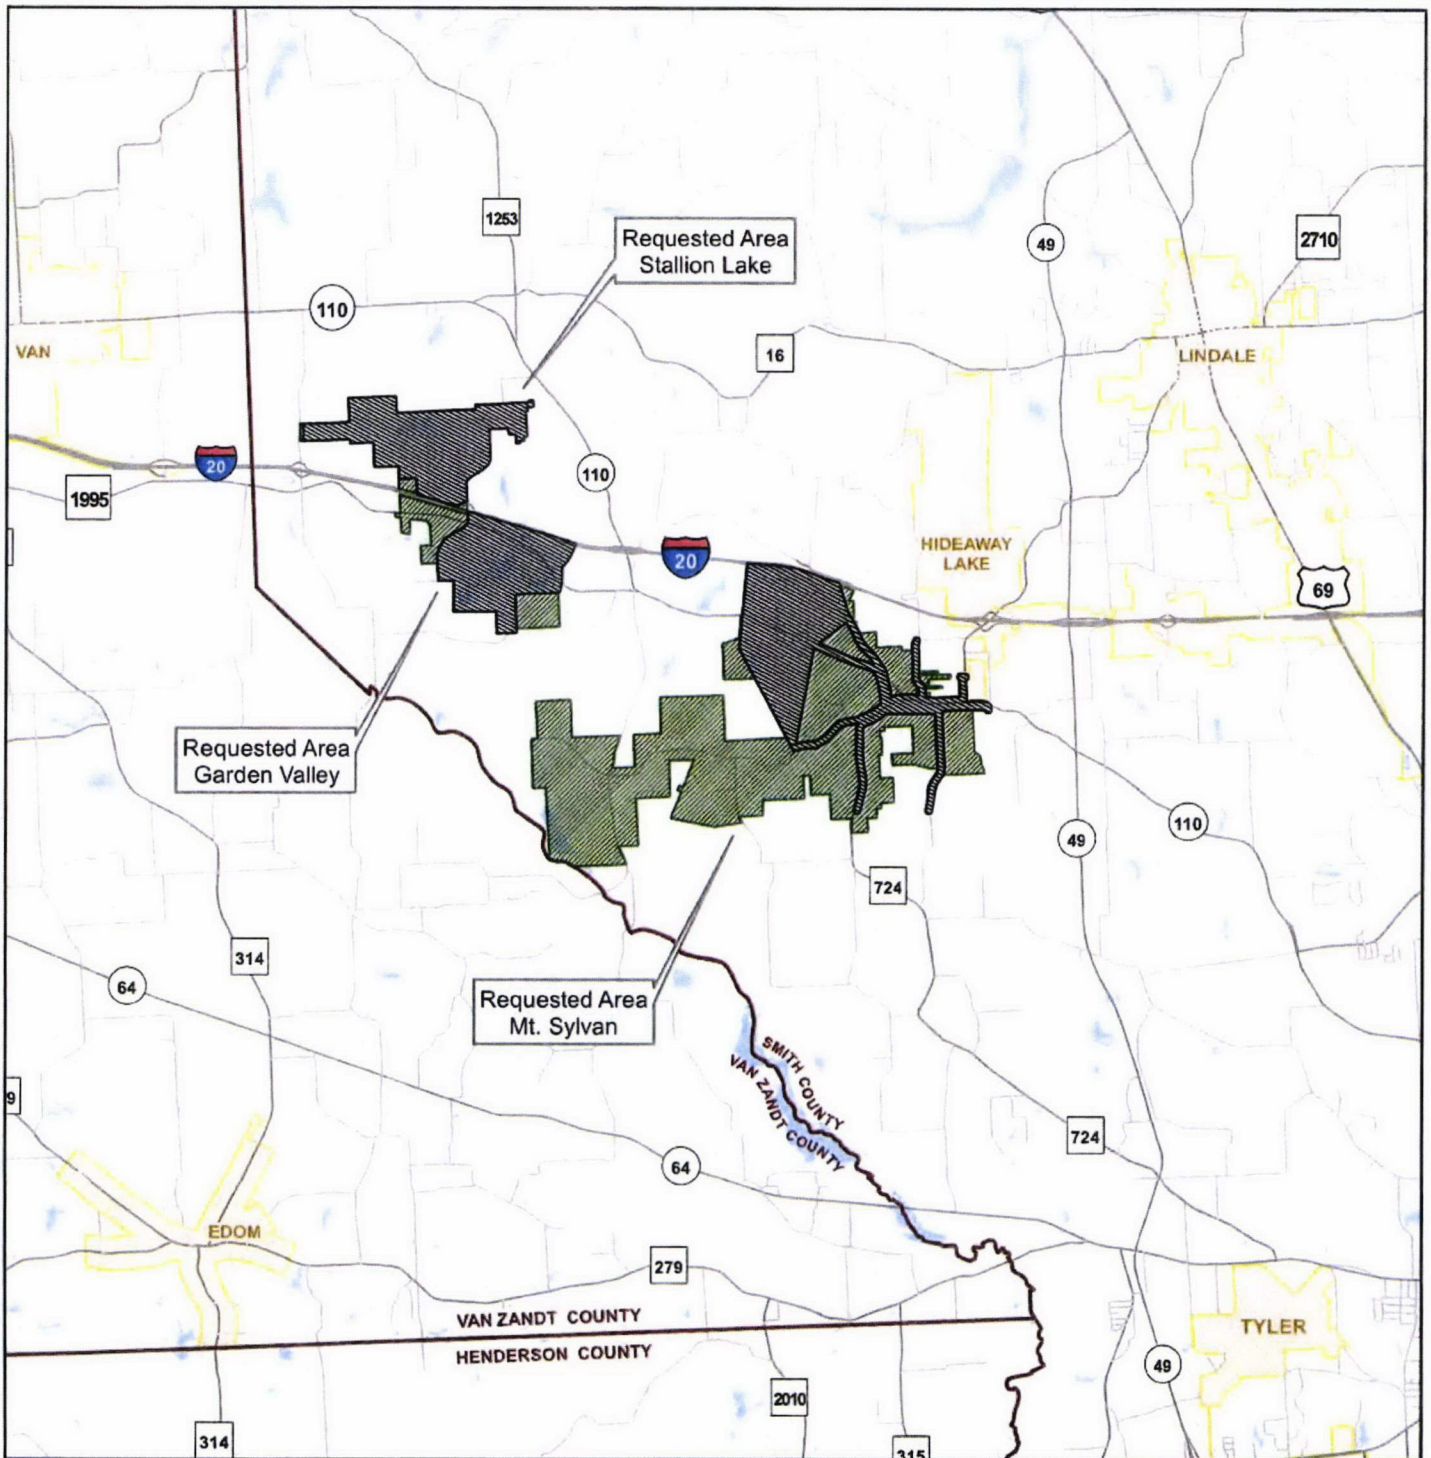 1253
Requested Area
Stallion Lake
49
2710
110
16
VAN
LINDALE
20
1995
110
HIDEAWAY
LAKE
20
69
Requested Area
Garden Valley
49
110
724
314
64
Requested Area
Mt. Sylvan
SMITH COUNTY
VAN ZANDT COUNTY
9
724
64
EDOM
279
VAN ZANDT COUNTY
HENDERSON COUNTY
TYLER
49
2010
314
315